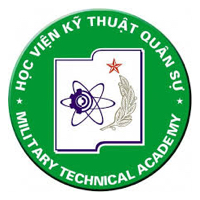 HỌC VIỆN KỸ THUẬT QUÂN SỰ
MILITARY TECHNICAL ACADEMY